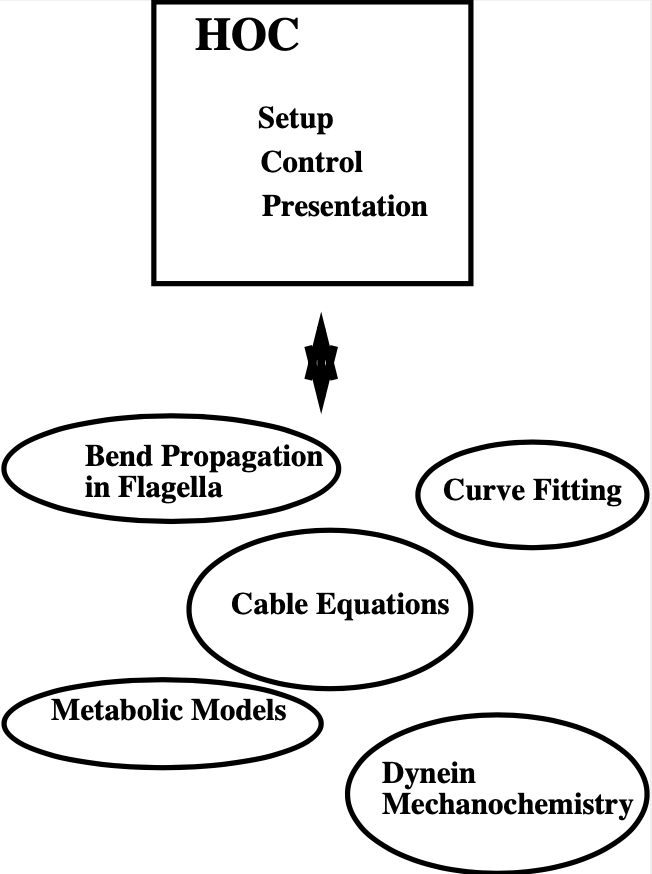 HOC
Setup
Control
Presentation
Bend Propagation
in Flagella
Curve Fitting
Cable Equations
Metabolic Models
Dynein
Mechanochemistry